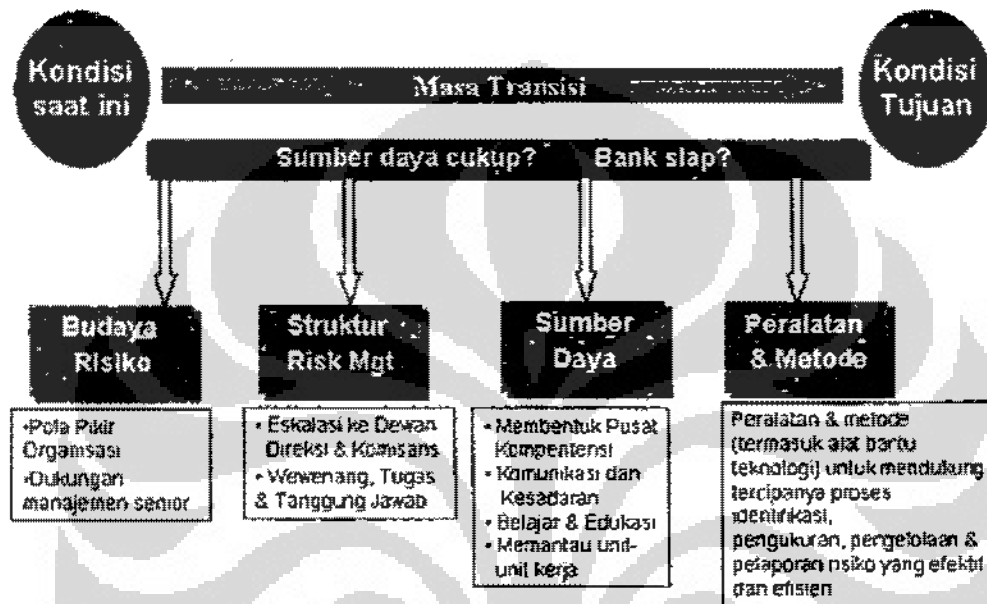 Kondisi
saat ini
Masa Transisi
Kondisi
Tujuan
Sumber daya cukup? Bank siap?
Budaya
Risiko
Struktur
Risk Mgt
Sumber
Daya
Peralatan
& Metode
•Pola Pikir
Organisasi
•Dukungan
manajemen senior
• Eskalasi ke Dewan
Direksi & Komisaris
• Wewenang, Tugas
& Tanggung Jawab
• Membentuk Pusat
Kompentensi
• Komunikasi dan
Kesadaran
• Belajar & Edukasi
• Memantau unit-
unit kerja
Peralatan & metode
(termasuk alat bantu
teknologi) untuk mendukung
tercipanya proses
identifikasi,
pengukuran, pengelolaan &
pelaporan risiko yang efektif
dan efisien